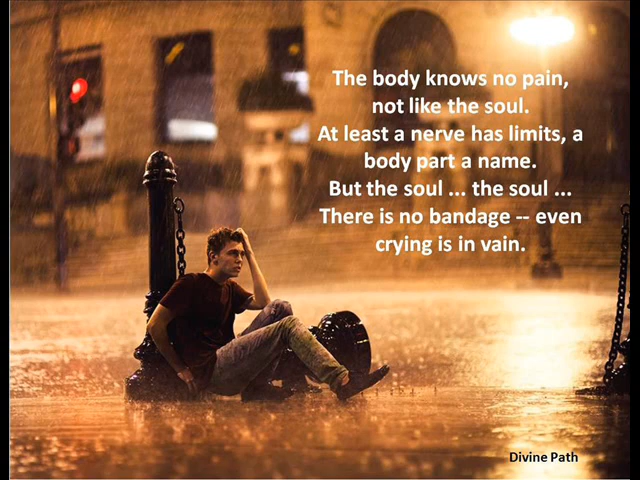 The body knows no pain,
not like the soul.
At least a nerve has limits, a
body part a name.
But the soul ... the soul ...
There is no bandage -- even
crying is in vain.
Divine Path